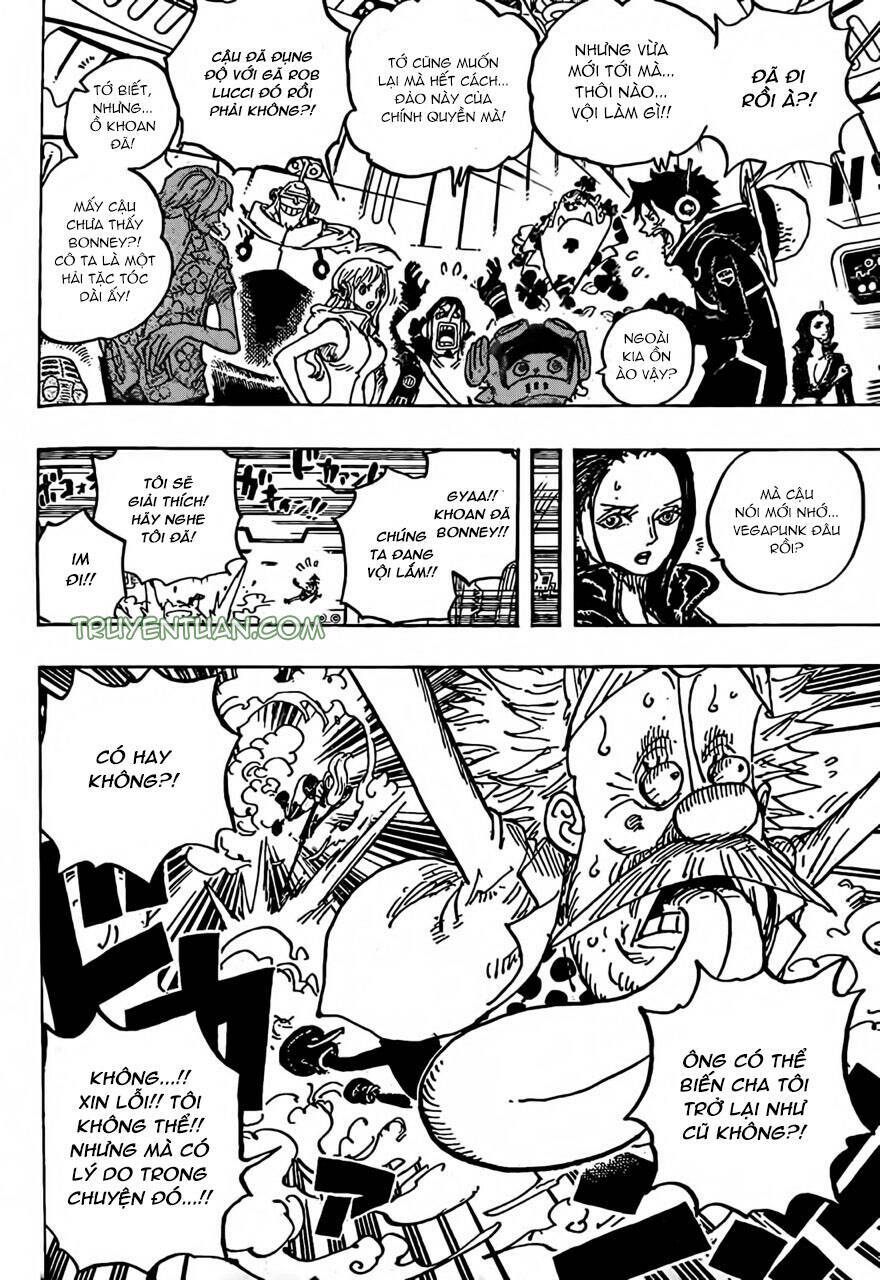 ĐÃ ĐI
RỒI À?!
NHƯNG VỪA
MỚI TỚI MÀ...
THÔI NÀO...
VỘI LÀM GÌ!!
TỚ CŨNG MUỐN
LẠI MÀ HẾT CÁCH...
ĐẢO NÀY CỦA
CHÍNH QUYỀN MÀ!
CẬU ĐÃ ĐỤNG
ĐỘ VỚI GÃ ROB
LUCCI ĐÓ RỒI
PHẢI KHÔNG?!
TỚ BIẾT,
NHƯNG...
Ồ KHOAN
ĐÃ!
MẤY CẬU
CHƯA THẤY
BONNEY?!
CÔ TA LÀ MỘT
HẢI TẶC TÓC
DÀI ẤY!
NGOÀI
KIA ỒN
ÀO VẬY?
MÀ CẬU
NÓI MỚI NHỚ...
VEGAPUNK ĐÂU
RỒI?
GYAA!!
KHOAN ĐÃ
BONNEY!!
CHÚNG
TA ĐANG
VỘI LẮM!!
TÔI SẼ
GIẢI THÍCH!
HÃY NGHE
TÔI ĐÃ!
IM
ĐI!!
TRUYENTUAN.COM
ÔNG CÓ THỂ
BIẾN CHA TÔI
TRỞ LẠI NHƯ
CŨ KHÔNG?!
CÓ HAY
KHÔNG?!
KHÔNG...!!
XIN LỖI!! TÔI
KHÔNG THỂ!!
NHƯNG MÀ CÓ
LÝ DO TRONG
CHUYỆN ĐÓ...!!